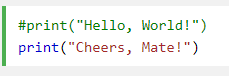 #print("Hello, World!")
print("Cheers, Mate!")